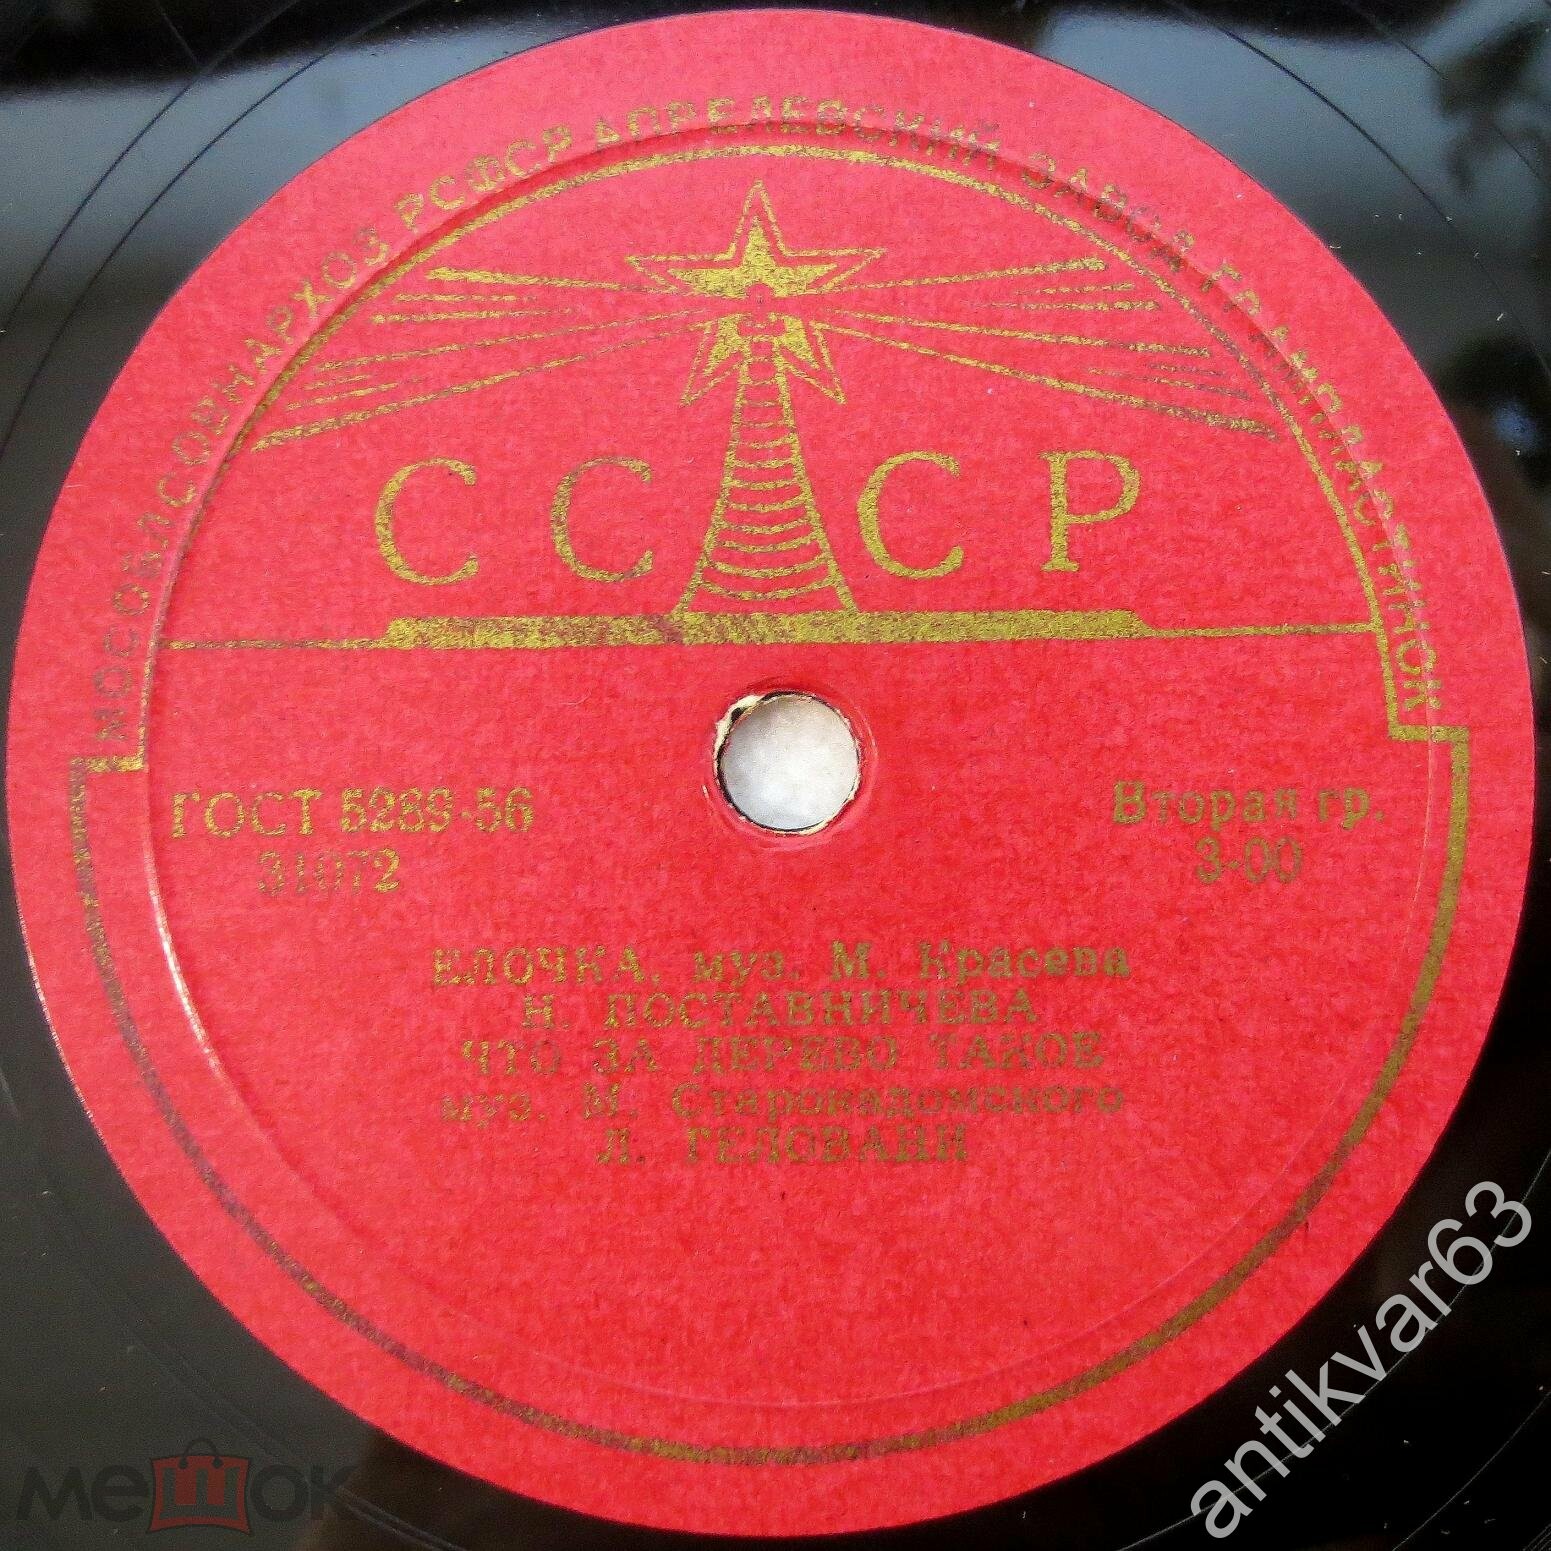 МОСОБЛСОВНАРХОЗ РСФСР АПРЕЛЕВСКИЙ ЗАВОД ГРАМПЛАСТИНОК
СССР
ГОСТ 5289-56
31072
Вторая гр.
3-00
ЕЛОЧКА, муз. М. Красева
Н. ПОСТАВНИЧЕВА
ЧТО ЗА ДЕРЕВО ТАКОЕ
муз. М. Старокадомского
Л. ГЕЛОВАНИ
мешок
antikvar63